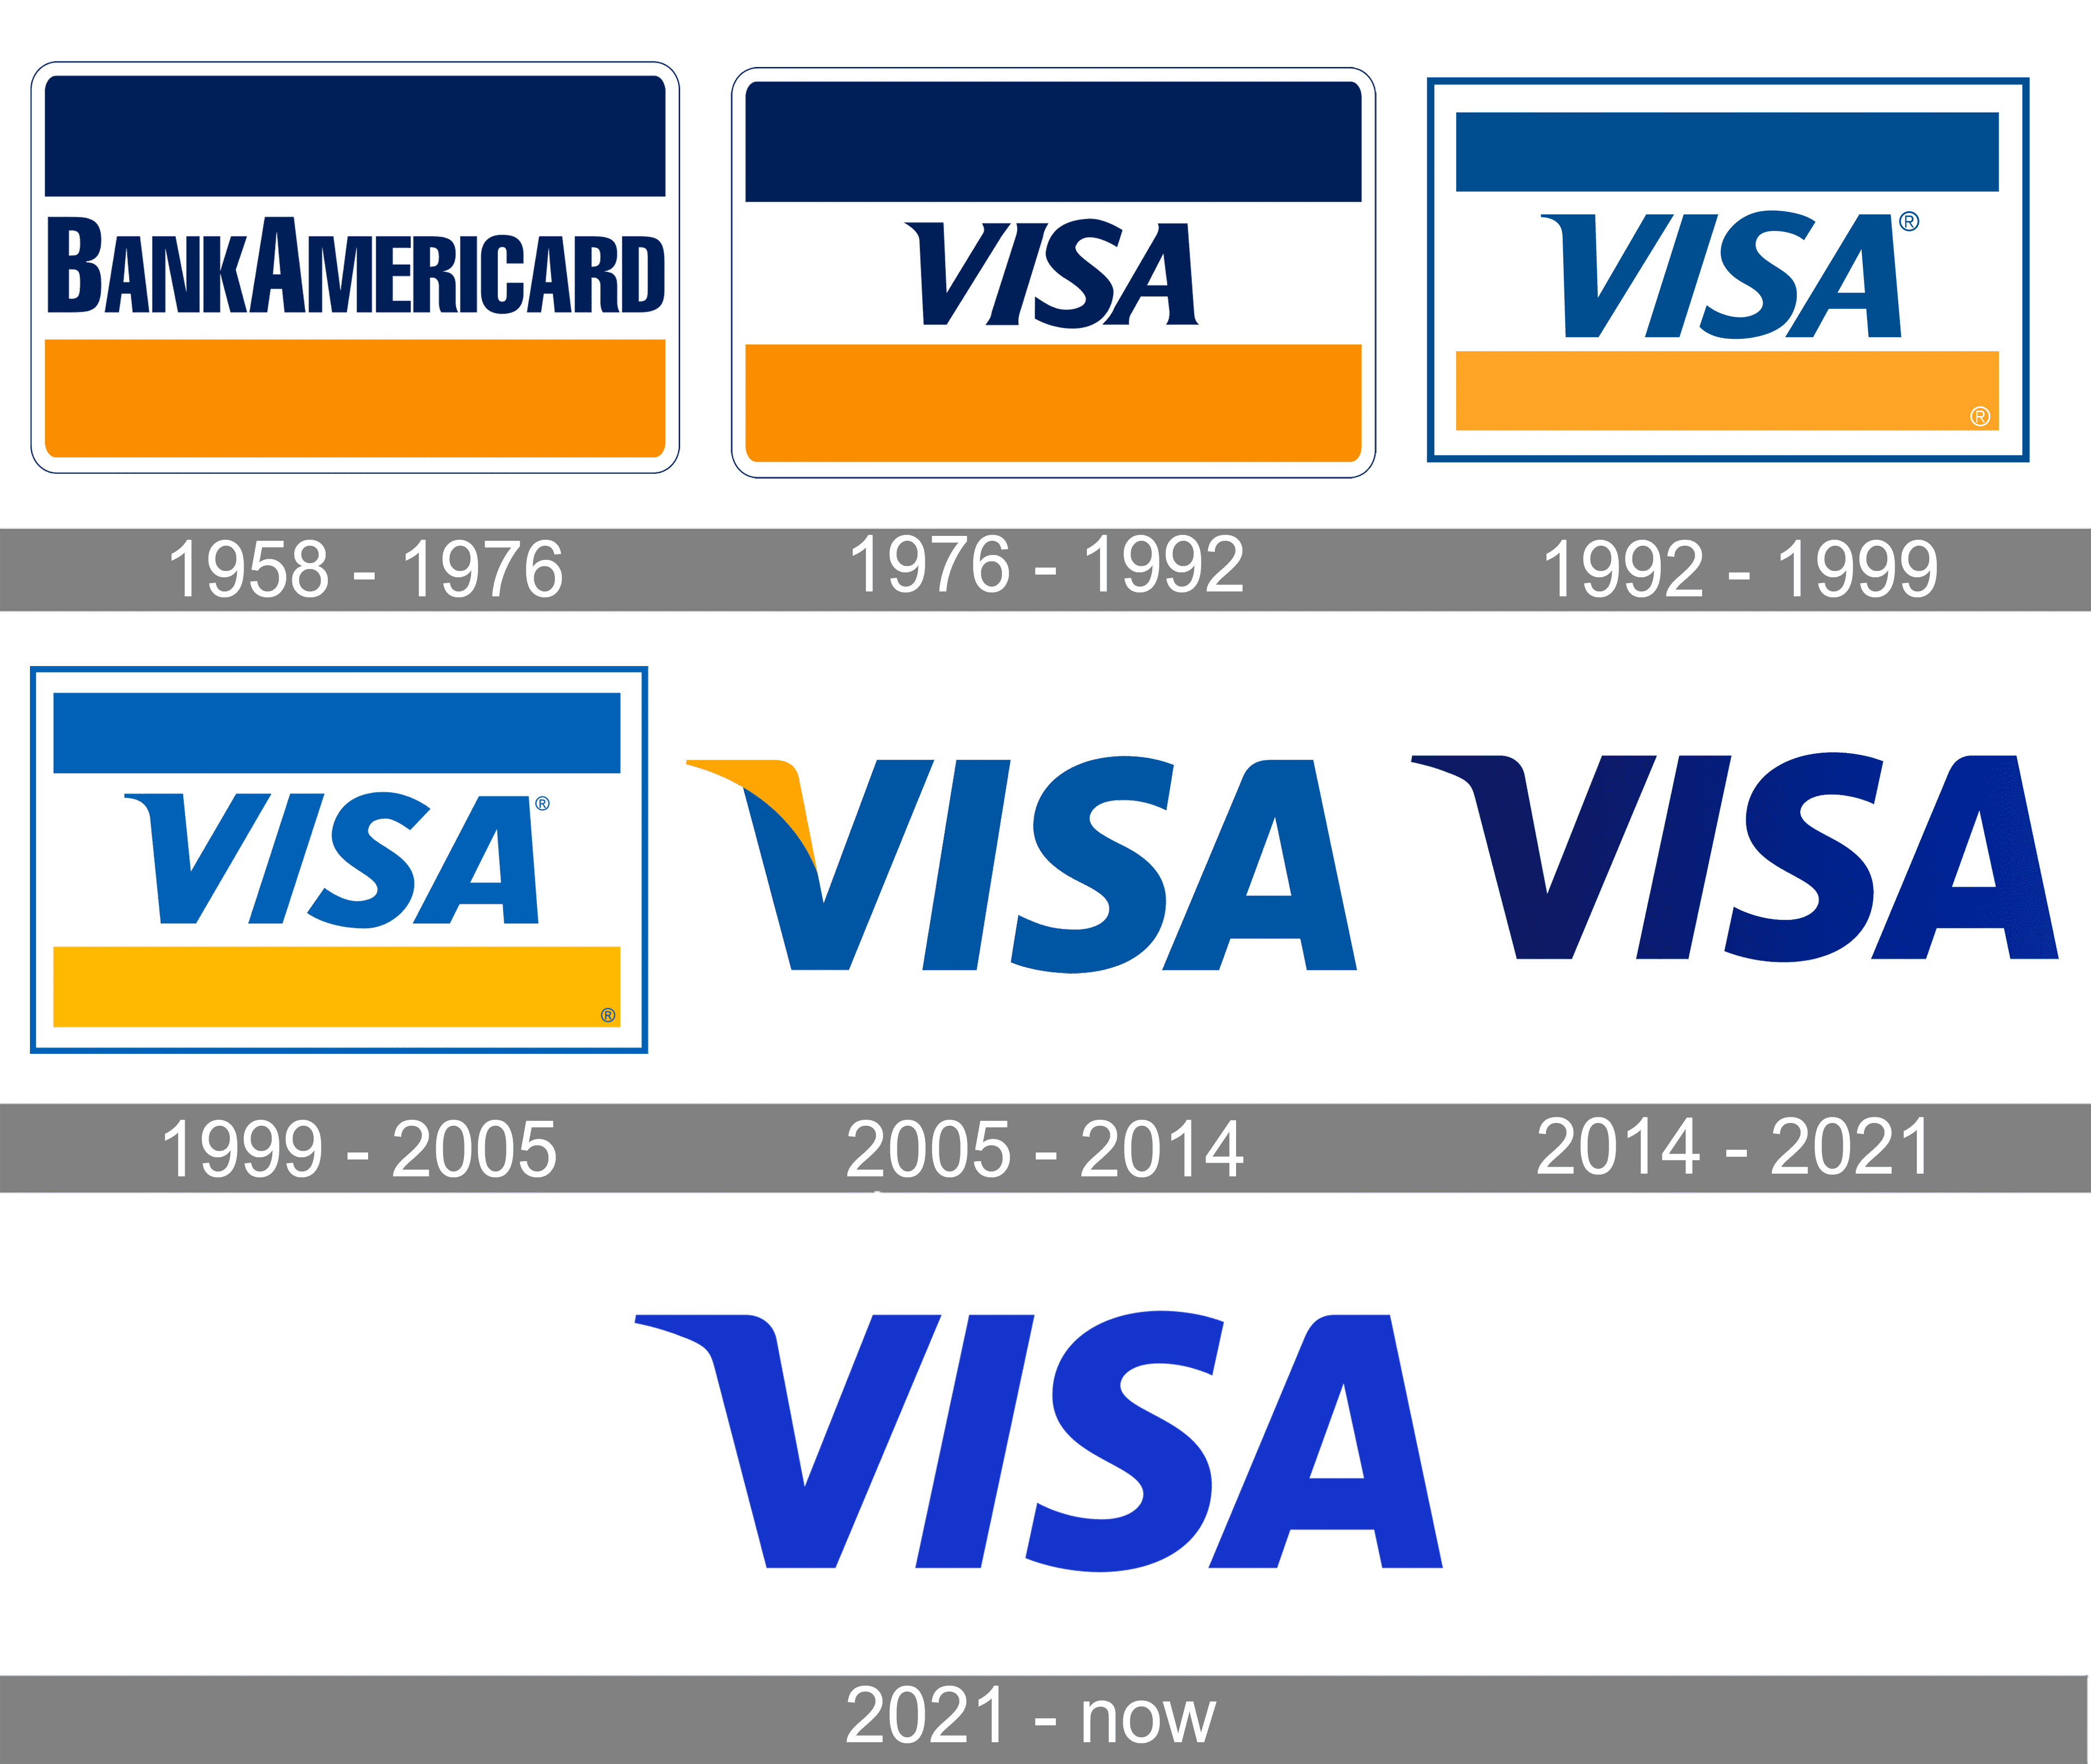 BANKAMERICARD
VISA
VISA®
®
1958 - 1976
1976 - 1992
1992 - 1999
VISA®
®
VISA
VISA
1999 - 2005
2005 - 2014
2014 - 2021
VISA
2021 - now